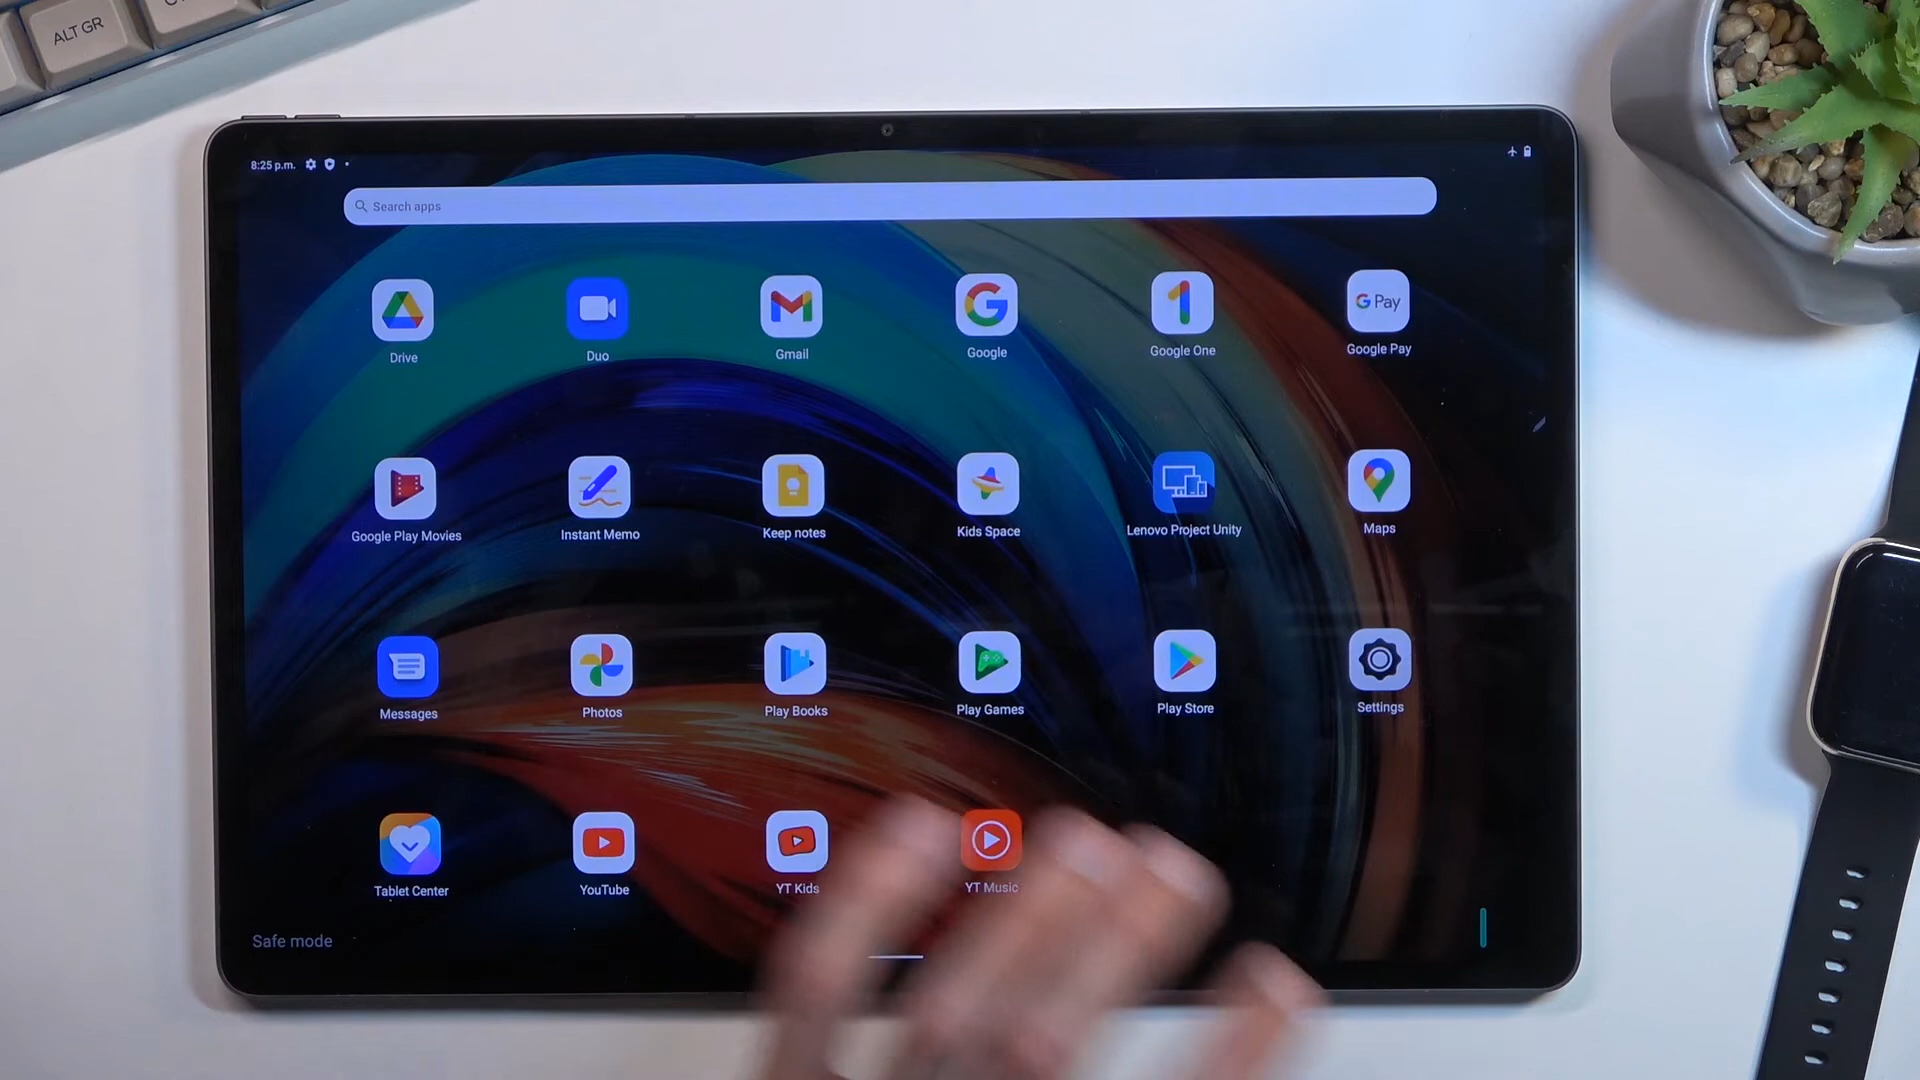 ALT GR
8:25 p.m.
Search apps
Drive
Duo
Gmail
Google
Google One
G Pay
Google Pay
Google Play Movies
Instant Memo
Keep notes
Kids Space
Lenovo Project Unity
Maps
Messages
Photos
Play Books
Play Games
Play Store
Settings
Tablet Center
YouTube
YT Kids
YT Music
Safe mode